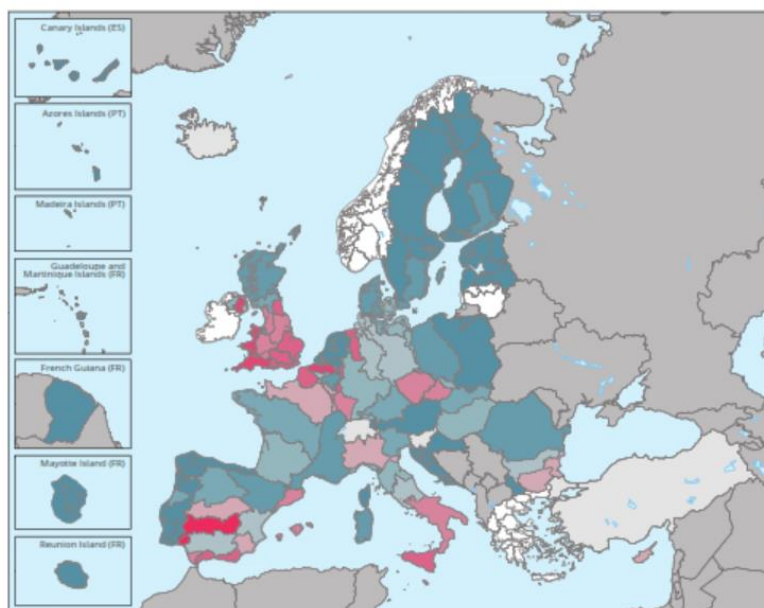 Canary Islands (ES)
Azores Islands (PT)
Madeira Islands (PT)
Guadeloupe and
Martinique Islands (FR)
French Guiana (FR)
Mayotte Island (FR)
Reunion Island (FR)